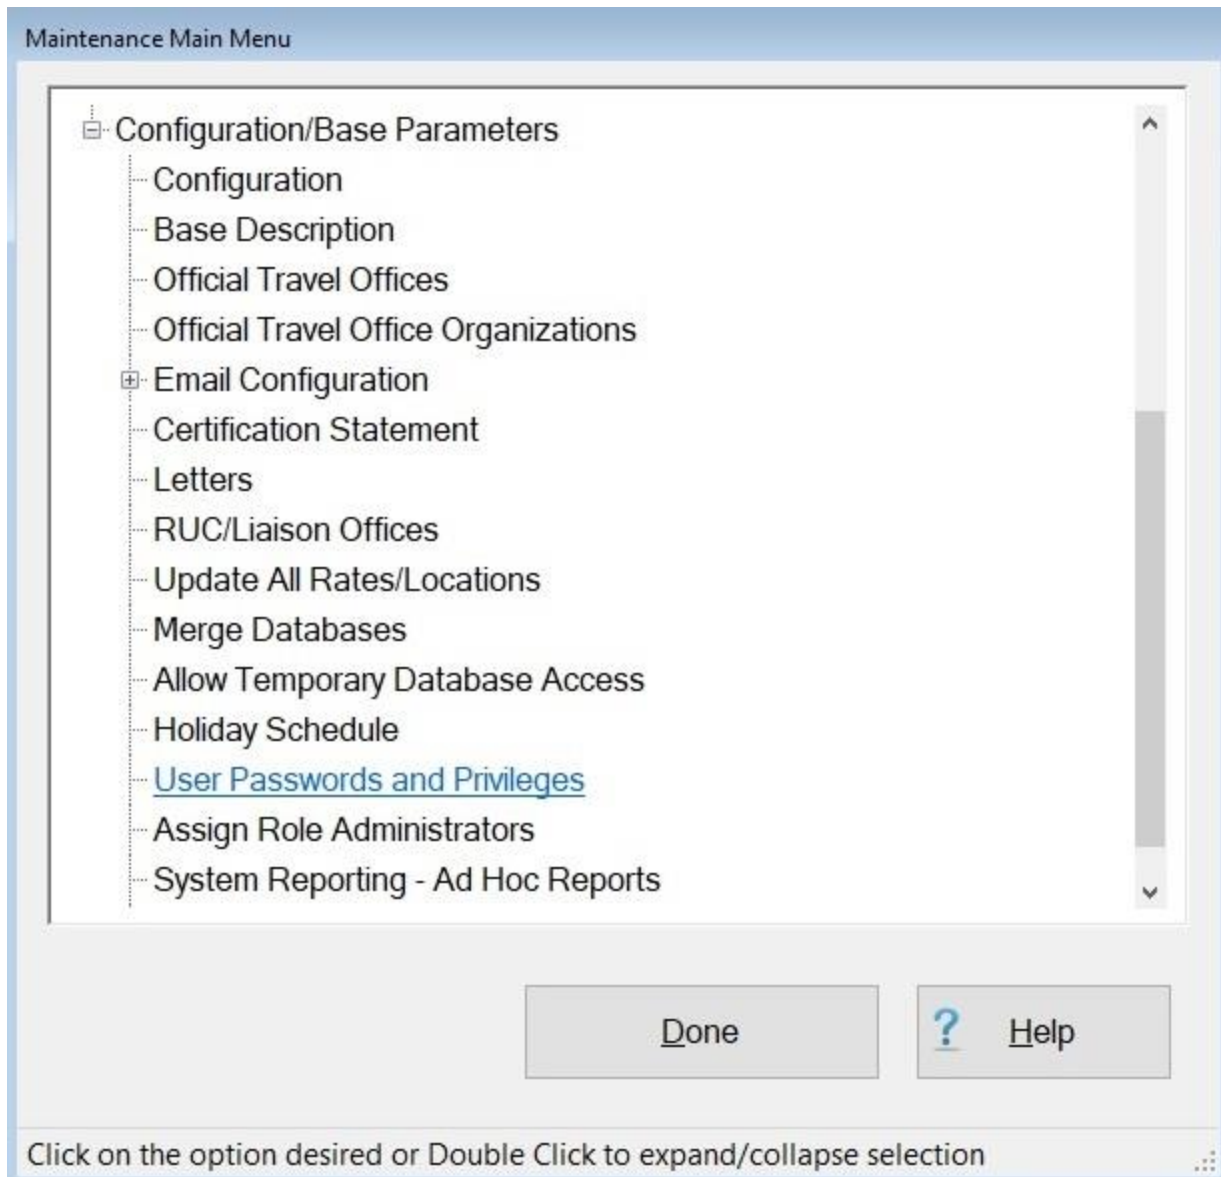 Maintenance Main Menu
Configuration/Base Parameters
Configuration
Base Description
Official Travel Offices
Official Travel Office Organizations
Email Configuration
Certification Statement
Letters
RUC/Liaison Offices
Update All Rates/Locations
Merge Databases
Allow Temporary Database Access
Holiday Schedule
User Passwords and Privileges
Assign Role Administrators
System Reporting - Ad Hoc Reports
Done
? Help
Click on the option desired or Double Click to expand/collapse selection